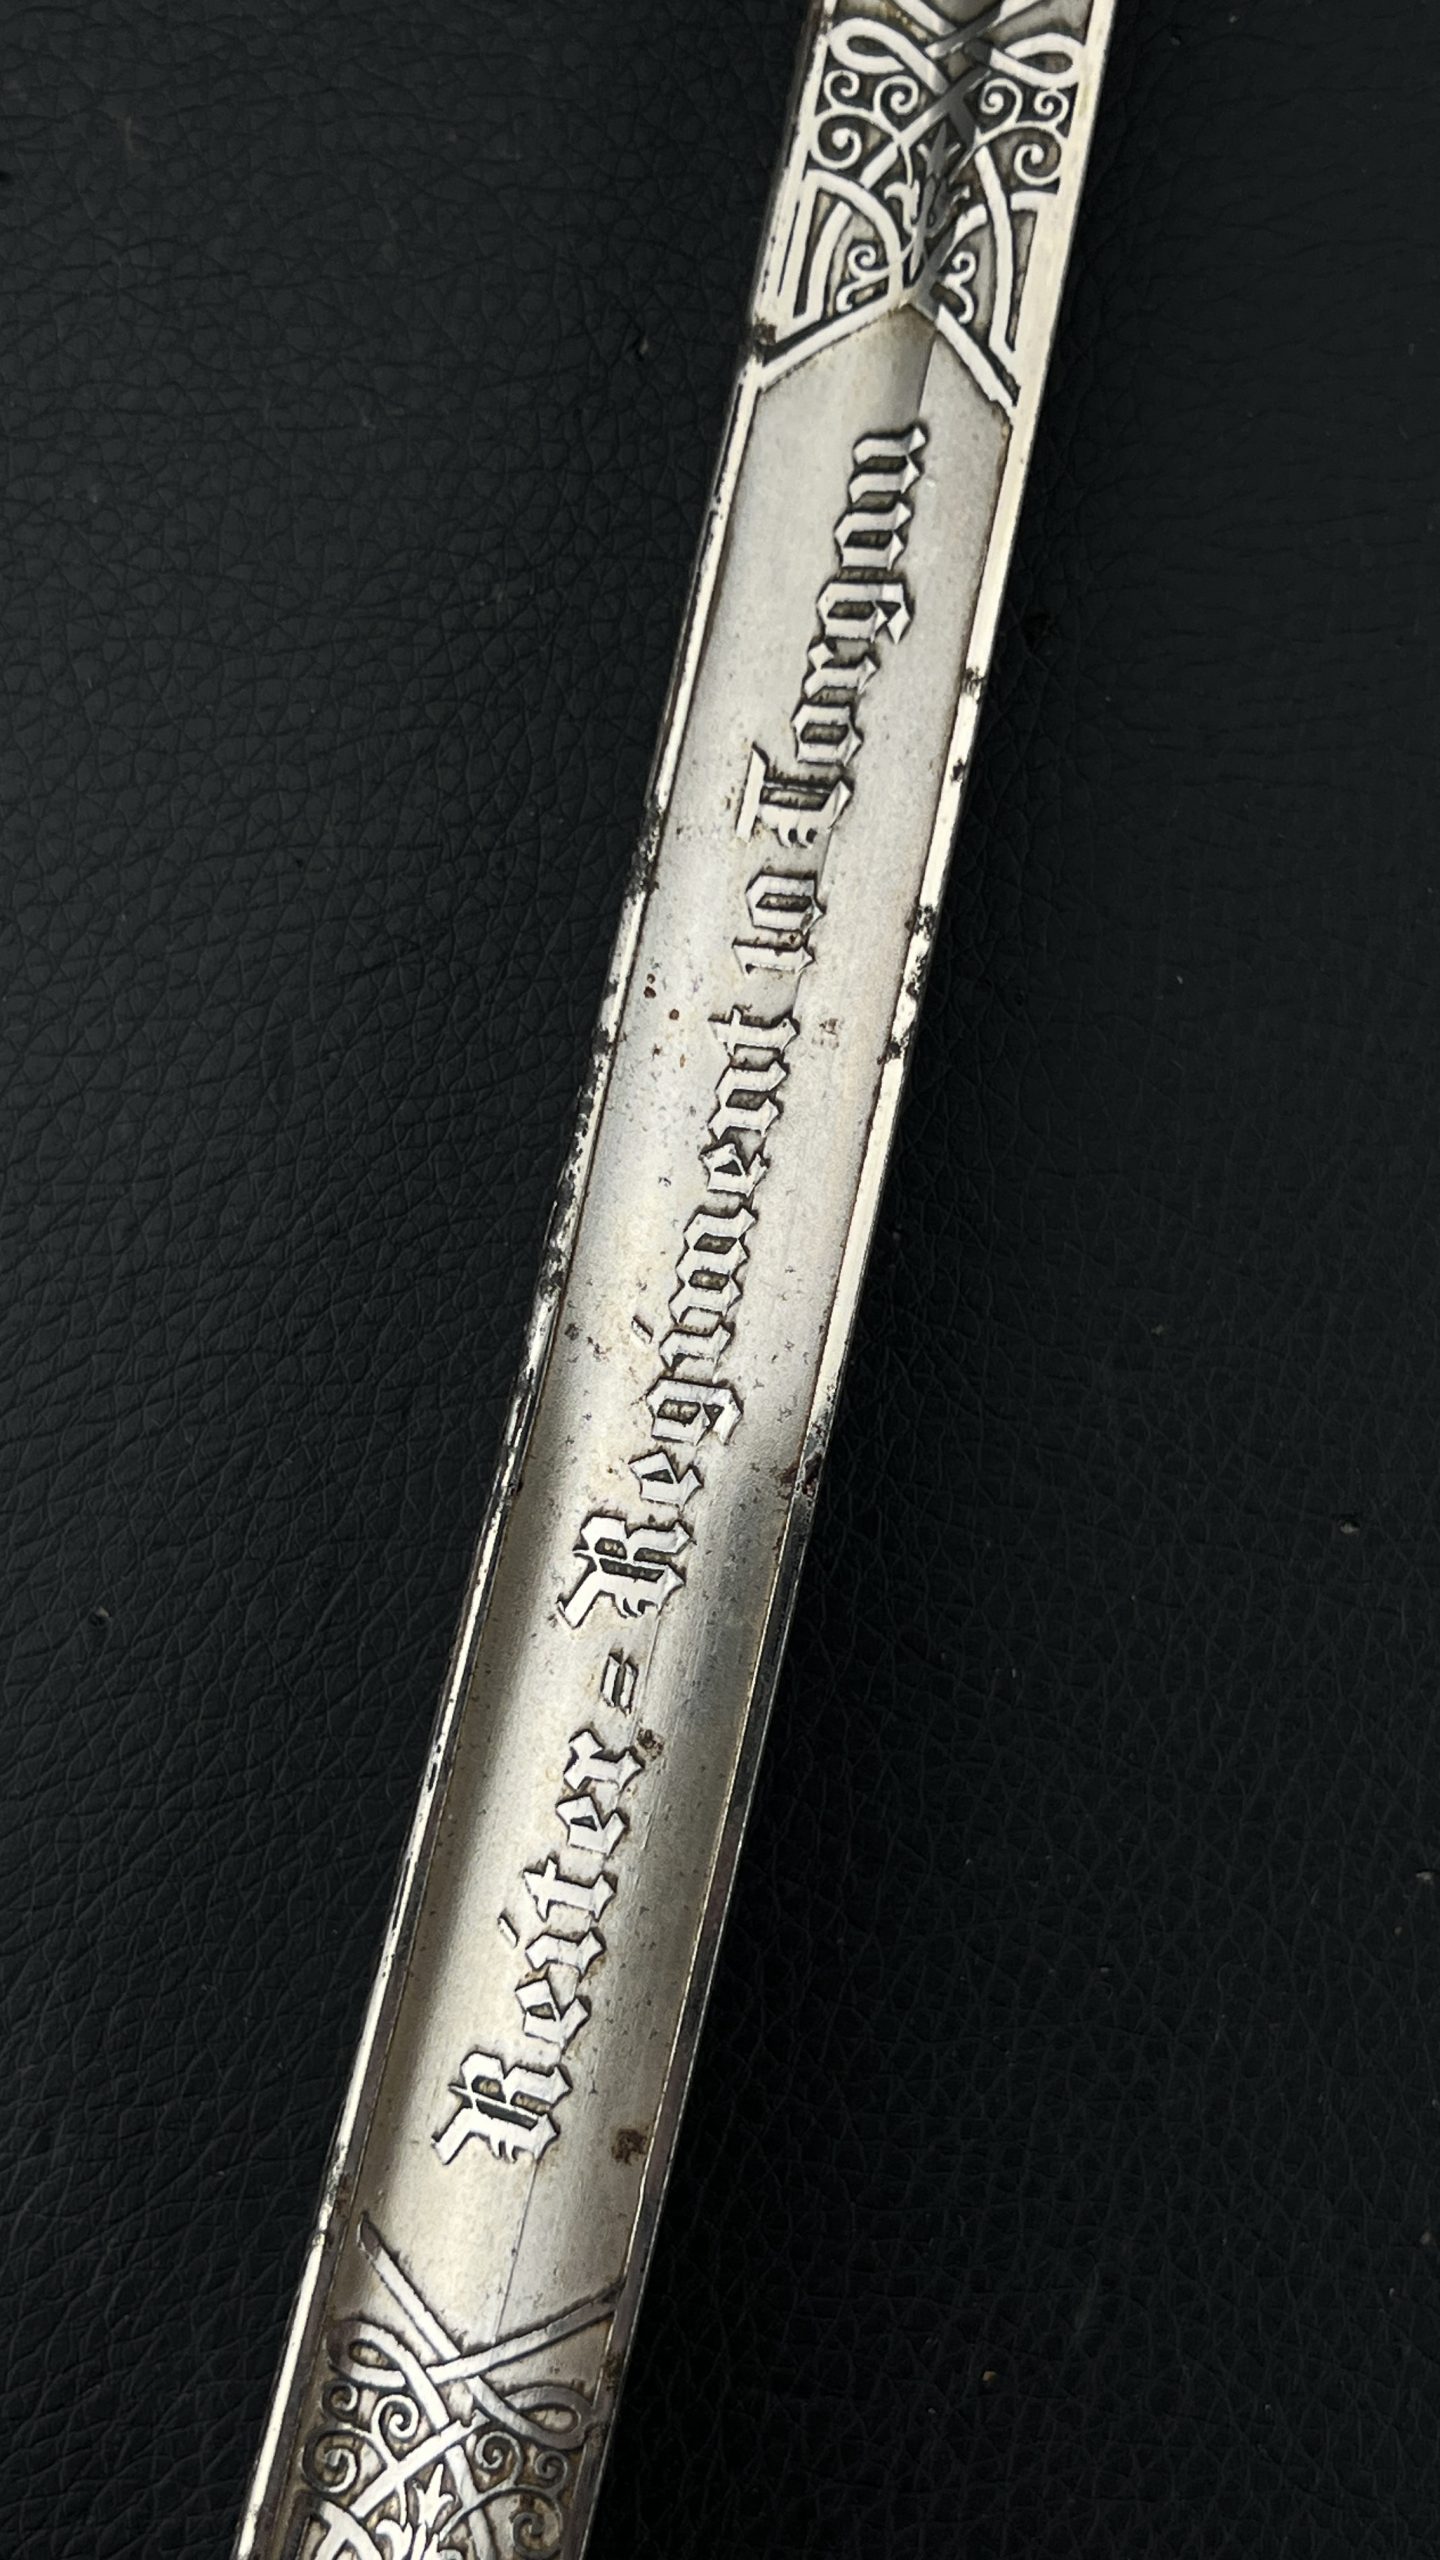 Reiter = Regiment 10 Torgau